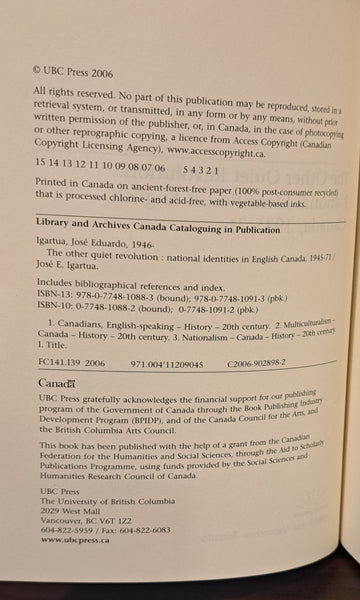 © UBC Press 2006
All rights reserved. No part of this publication may be reproduced, stored in a
retrieval system, or transmitted, in any form or by any means, without prior
written permission of the publisher, or, in Canada, in the case of photocopying
or other reprographic copying, a licence from Access Copyright (Canadian
Copyright Licensing Agency), www.accesscopyright.ca.
15 14 13 12 11 10 09 08 07 06 5 4 3 2 1
Printed in Canada on ancient-forest-free paper (100% post-consumer recycled)
that is processed chlorine- and acid-free, with vegetable-based inks.
Library and Archives Canada Cataloguing in Publication
Igartua, José Eduardo, 1946-
The other quiet revolution : national identities in English Canada, 1945-71 /
José E. Igartua.
Includes bibliographical references and index.
ISBN-13: 978-0-7748-1088-3 (bound); 978-0-7748-1091-3 (pbk.)
ISBN-10: 0-7748-1088-2 (bound); 0-7748-1091-2 (pbk.)
1. Canadians, English-speaking – History – 20th century. 2. Multiculturalism –
Canada – History – 20th century. 3. Nationalism – Canada – History – 20th century.
I. Title.
FC141.I39 2006 971.004'11209045 C2006-902898-2
Canada
UBC Press gratefully acknowledges the financial support for our publishing
program of the Government of Canada through the Book Publishing Industry
Development Program (BPIDP), and of the Canada Council for the Arts, and
the British Columbia Arts Council.
This book has been published with the help of a grant from the Canadian
Federation for the Humanities and Social Sciences, through the Aid to Scholarly
Publications Programme, using funds provided by the Social Sciences and
Humanities Research Council of Canada.
UBC Press
The University of British Columbia
2029 West Mall
Vancouver, BC V6T 1Z2
604-822-5959 / Fax: 604-822-6083
www.ubcpress.ca